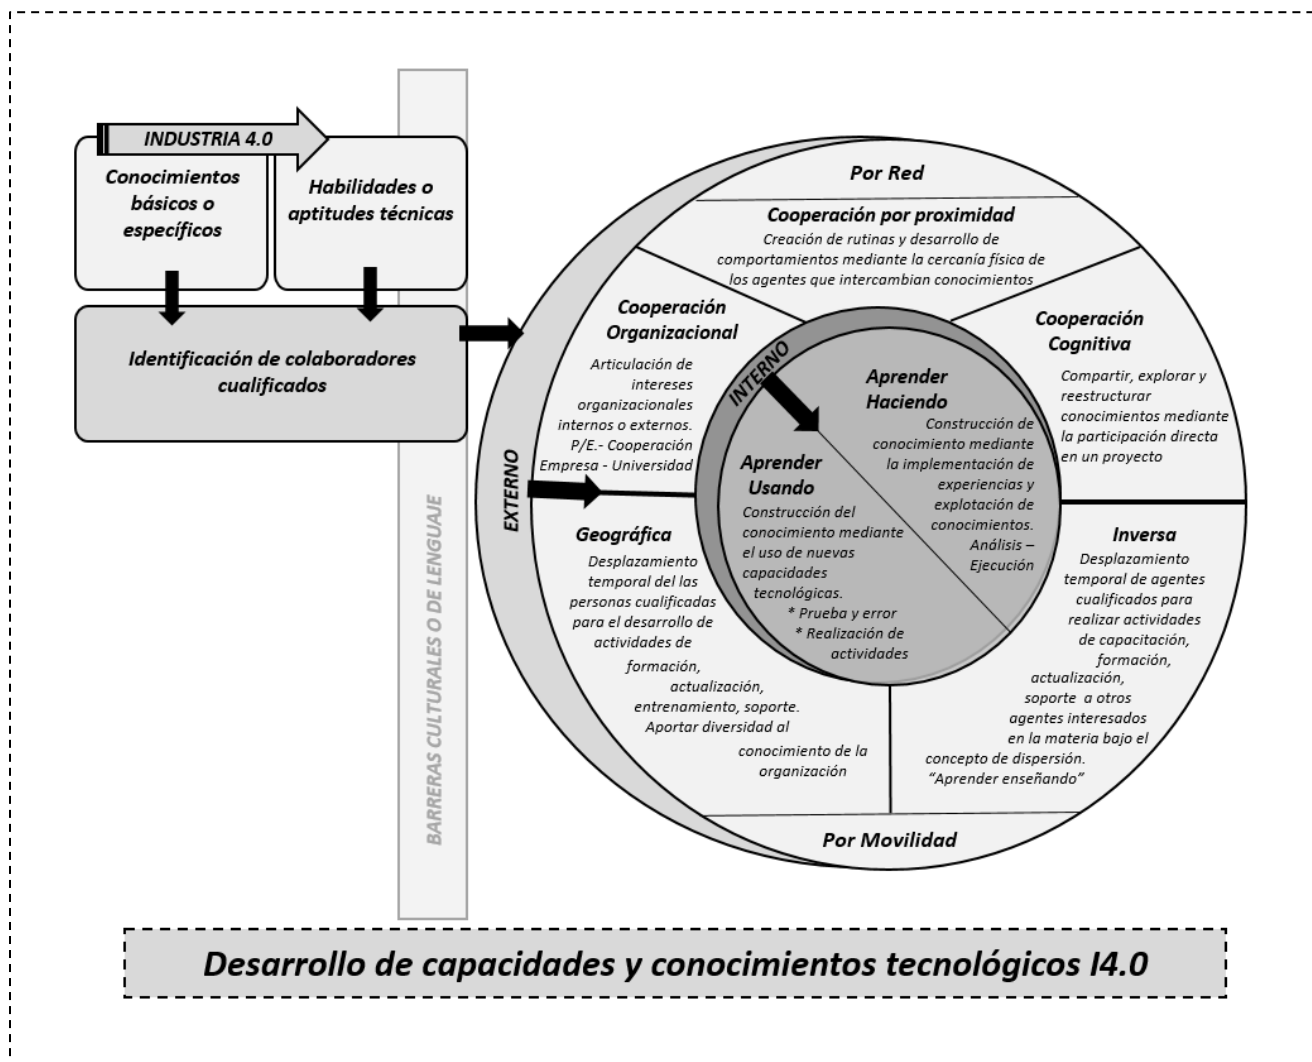 INDUSTRIA 4.0
Conocimientos
básicos o
específicos
Habilidades o
aptitudes técnicas
Identificación de colaboradores
cualificados
BARRERAS CULTURALES O DE LENGUAJE
EXTERNO
Por Red
Cooperación por proximidad
Creación de rutinas y desarrollo de
comportamientos mediante la cercanía física de
los agentes que intercambian conocimientos
Cooperación
Organizacional
Articulación de
intereses
organizacionales
internos o externos.
P/E.- Cooperación
Empresa - Universidad
Cooperación
Cognitiva
Compartir, explorar y
reestructurar
conocimientos mediante
la participación directa
en un proyecto
INTERNO
Aprender
Haciendo
Construcción de
conocimiento mediante
la implementación de
experiencias y
explotación de
conocimientos.
Análisis –
Ejecución
Aprender
Usando
Construcción del
conocimiento mediante
el uso de nuevas
capacidades
tecnológicas.
* Prueba y error
* Realización de
actividades
Geográfica
Desplazamiento
temporal del las
personas cualificadas
para el desarrollo de
actividades de
formación,
actualización,
entrenamiento, soporte.
Aportar diversidad al
conocimiento de la
organización
Inversa
Desplazamiento
temporal de agentes
cualificados para
realizar actividades
de capacitación,
formación,
actualización,
soporte a otros
agentes interesados
en la materia bajo el
concepto de dispersión.
“Aprender enseñando”
Por Movilidad
Desarrollo de capacidades y conocimientos tecnológicos I4.0